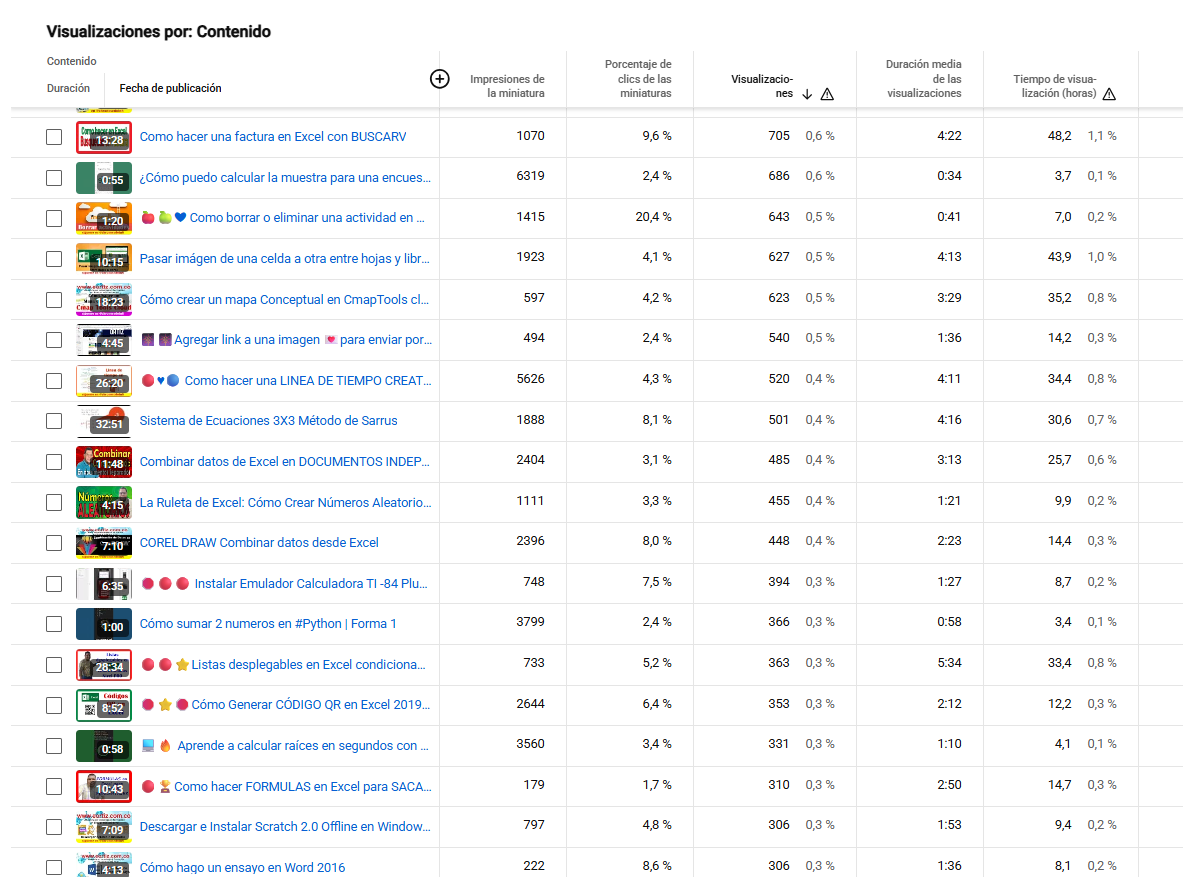 Visualizaciones por: Contenido
Contenido
Duración Fecha de publicación
Impresiones de la miniatura
Porcentaje de clics de las miniaturas
Visualizacio-nes
Duración media de las visualizaciones
Tiempo de visua-lización (horas)
13:28 Como hacer una factura en Excel con BUSCARV 1070 9,6 % 705 0,6 % 4:22 48,2 1,1 %
0:55 ¿Cómo puedo calcular la muestra para una encues... 6319 2,4 % 686 0,6 % 0:34 3,7 0,1 %
1:20 🍎 🍏 💙 Como borrar o eliminar una actividad en ... 1415 20,4 % 643 0,5 % 0:41 7,0 0,2 %
10:15 Pasar imágen de una celda a otra entre hojas y libr... 1923 4,1 % 627 0,5 % 4:13 43,9 1,0 %
18:23 Cómo crear un mapa Conceptual en CmapTools cl... 597 4,2 % 623 0,5 % 3:29 35,2 0,8 %
4:45 Agregar link a una imagen 💌 para enviar por... 494 2,4 % 540 0,5 % 1:36 14,2 0,3 %
26:20 🔴♥🔵 Como hacer una LINEA DE TIEMPO CREAT... 5626 4,3 % 520 0,4 % 4:11 34,4 0,8 %
32:51 Sistema de Ecuaciones 3X3 Método de Sarrus 1888 8,1 % 501 0,4 % 4:16 30,6 0,7 %
11:48 Combinar datos de Excel en DOCUMENTOS INDEP... 2404 3,1 % 485 0,4 % 3:13 25,7 0,6 %
4:15 La Ruleta de Excel: Cómo Crear Números Aleatorio... 1111 3,3 % 455 0,4 % 1:21 9,9 0,2 %
7:10 COREL DRAW Combinar datos desde Excel 2396 8,0 % 448 0,4 % 2:23 14,4 0,3 %
6:35 🔴 🔴 🔴 Instalar Emulador Calculadora TI -84 Plu... 748 7,5 % 394 0,3 % 1:27 8,7 0,2 %
1:00 Cómo sumar 2 numeros en #Python | Forma 1 3799 2,4 % 366 0,3 % 0:58 3,4 0,1 %
28:34 🔴 🔴 ⭐Listas desplegables en Excel condiciona... 733 5,2 % 363 0,3 % 5:34 33,4 0,8 %
8:52 🔴 ⭐ 🔴 Cómo Generar CÓDIGO QR en Excel 2019... 2644 6,4 % 353 0,3 % 2:12 12,2 0,3 %
0:58 💻 🔥 Aprende a calcular raíces en segundos con ... 3560 3,4 % 331 0,3 % 1:10 4,1 0,1 %
10:43 🔴 🏆Como hacer FORMULAS en Excel para SACA... 179 1,7 % 310 0,3 % 2:50 14,7 0,3 %
7:09 Descargar e Instalar Scratch 2.0 Offline en Window... 797 4,8 % 306 0,3 % 1:53 9,4 0,2 %
4:13 Cómo hago un ensayo en Word 2016 222 8,6 % 306 0,3 % 1:36 8,1 0,2 %